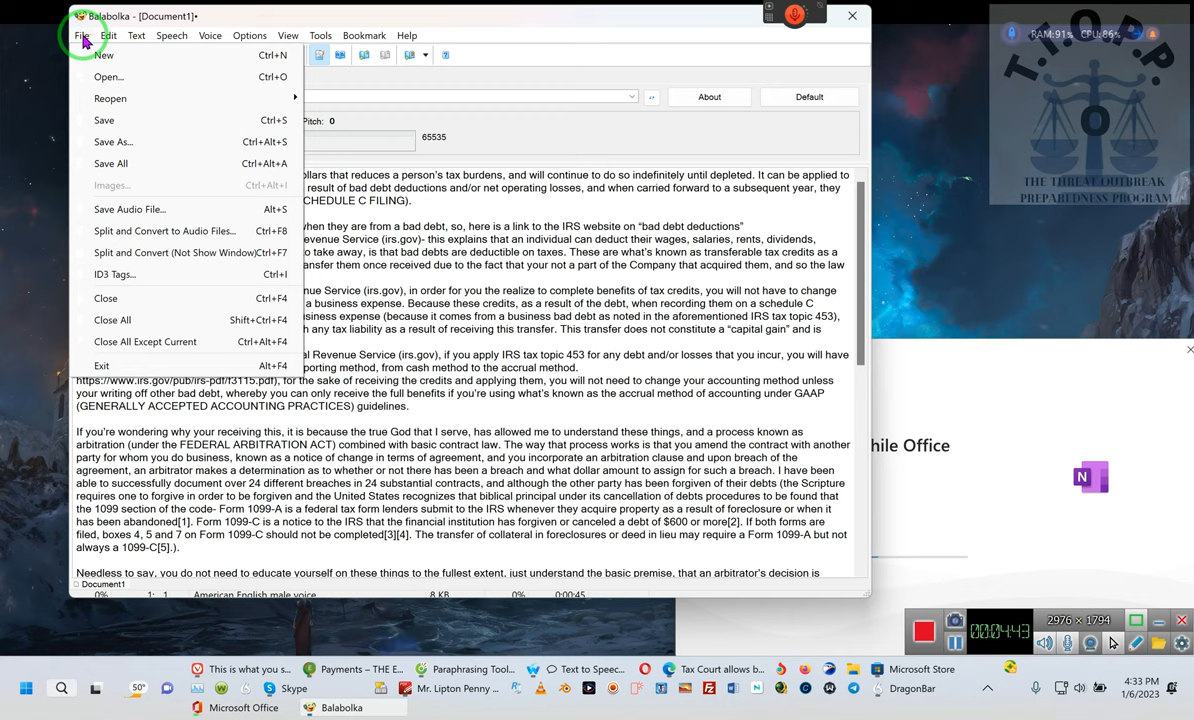 Balabolka - [Document1]•
File Edit Text Speech Voice Options View Tools Bookmark Help
RAM:91% CPU:86%
T.T.O.P.P.
O
THE THREAT OUTBREAK
PREPAREDNESS PROGRAM
New Ctrl+N
Open... Ctrl+O
Reopen
Save Ctrl+S
Save As... Ctrl+Alt+S
Save All Ctrl+Alt+A
Images... Ctrl+Alt+I
Save Audio File... Alt+S
Split and Convert to Audio Files... Ctrl+F8
Split and Convert (Not Show Window) Ctrl+F7
ID3 Tags... Ctrl+I
Close Ctrl+F4
Close All Shift+Ctrl+F4
Close All Except Current Ctrl+Alt+F4
Exit Alt+F4
About Default
Pitch: 0
65535
ollars that reduces a person's tax burdens, and will continue to do so indefinitely until depleted. It can be applied to
result of bad debt deductions and/or net operating losses, and when carried forward to a subsequent year, they
SCHEDULE C FILING).
when they are from a bad debt, so, here is a link to the IRS website on “bad debt deductions”
evenue Service (irs.gov)- this explains that an individual can deduct their wages, salaries, rents, dividends,
to take away, is that bad debts are deductible on taxes. These are what's known as transferable tax credits as a
ansfer them once received due to the fact that your not a part of the Company that acquired them, and so the law
nue Service (irs.gov), in order for you the realize to complete benefits of tax credits, you will not have to change
a business expense. Because these credits, as a result of the debt, when recording them on a schedule C
siness expense (because it comes from a business bad debt as noted in the aforementioned IRS tax topic 453),
h any tax liability as a result of receiving this transfer. This transfer does not constitute a “capital gain” and is
al Revenue Service (irs.gov), if you apply IRS tax topic 453 for any debt and/or losses that you incur, you will have
porting method, from cash method to the accrual method.
https://www.irs.gov/pub/irs-pdf/f3115.pdf), for the sake of receiving the credits and applying them, you will not need to change your accounting method unless
your writing off other bad debt, whereby you can only receive the full benefits if you're using what's known as the accrual method of accounting under GAAP
(GENERALLY ACCEPTED ACCOUNTING PRACTICES) guidelines.
If you're wondering why your receiving this, it is because the true God that I serve, has allowed me to understand these things, and a process known as
arbitration (under the FEDERAL ARBITRATION ACT) combined with basic contract law. The way that process works is that you amend the contract with another
party for whom you do business, known as a notice of change in terms of agreement, and you incorporate an arbitration clause and upon breach of the
agreement, an arbitrator makes a determination as to whether or not there has been a breach and what dollar amount to assign for such a breach. I have been
able to successfully document over 24 different breaches in 24 substantial contracts, and although the other party has been forgiven of their debts (the Scripture
requires one to forgive in order to be forgiven and the United States recognizes that biblical principal under its cancellation of debts procedures to be found that
the 1099 section of the code- Form 1099-A is a federal tax form lenders submit to the IRS whenever they acquire property as a result of foreclosure or when it
has been abandoned[1]. Form 1099-C is a notice to the IRS that the financial institution has forgiven or canceled a debt of $600 or more[2]. If both forms are
filed, boxes 4, 5 and 7 on Form 1099-C should not be completed[3][4]. The transfer of collateral in foreclosures or deed in lieu may require a Form 1099-A but not
always a 1099-C[5].).
Needless to say, you do not need to educate yourself on these things to the fullest extent, just understand the basic premise, that an arbitrator's decision is
Document1
0% 1: 1 American English male voice 8 KB 0% 0:00:45
hile Office
N
00:04:43
2976 × 1794
This is what you s... Payments – THE E... Paraphrasing Tool... Text to Speec... Tax Court allows b... Microsoft Store
50°
Skype Mr. Lipton Penny ... DragonBar
Microsoft Office Balabolka
4:33 PM
1/6/2023